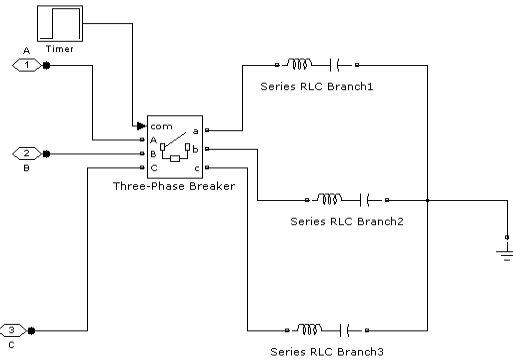 Timer
A
1
com
A
a
B
b
C
c
2
B
Three-Phase Breaker
Series RLC Branch1
Series RLC Branch2
3
C
Series RLC Branch3